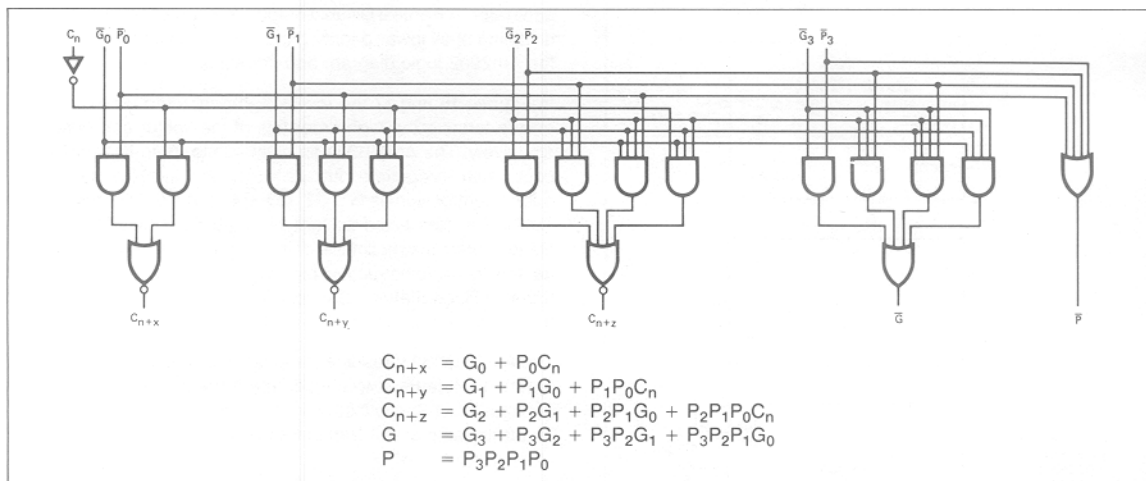 Cn G̅0 P̅0 G̅1 P̅1 G̅2 P̅2 G̅3 P̅3
Cn+x Cn+y Cn+z G̅ P̅
Cn+x = G0 + P0Cn
Cn+y = G1 + P1G0 + P1P0Cn
Cn+z = G2 + P2G1 + P2P1G0 + P2P1P0Cn
G = G3 + P3G2 + P3P2G1 + P3P2P1G0
P = P3P2P1P0